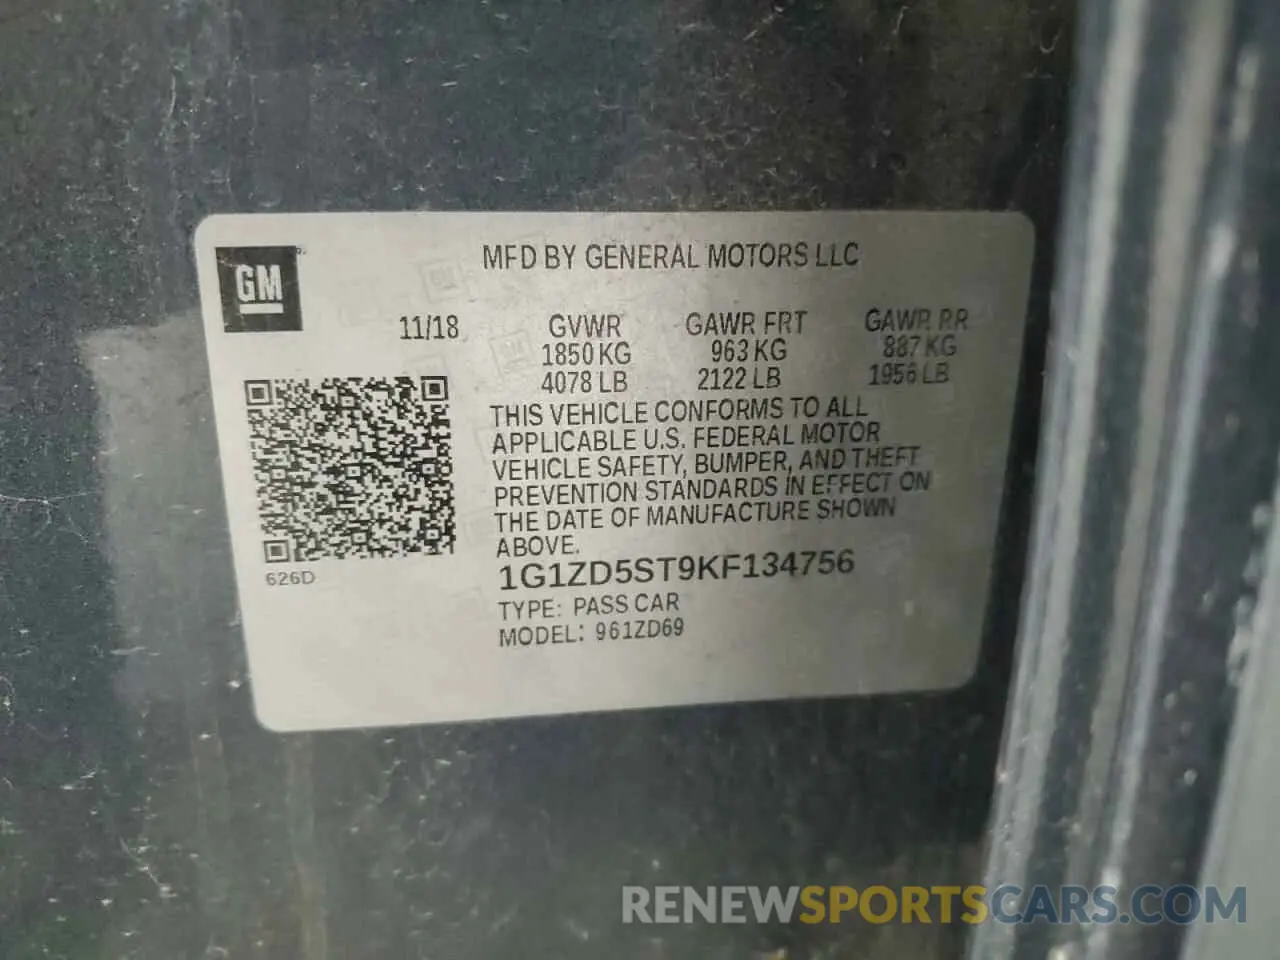 GM
MFD BY GENERAL MOTORS LLC
11/18 GVWR GAWR FRT GAWR RR
1850 KG 963 KG 887 KG
4078 LB 2122 LB 1956 LB
THIS VEHICLE CONFORMS TO ALL
APPLICABLE U.S. FEDERAL MOTOR
VEHICLE SAFETY, BUMPER, AND THEFT
PREVENTION STANDARDS IN EFFECT ON
THE DATE OF MANUFACTURE SHOWN
ABOVE.
626D
1G1ZD5ST9KF134756
TYPE: PASS CAR
MODEL: 961ZD69
RENEWSPORTSCARS.COM